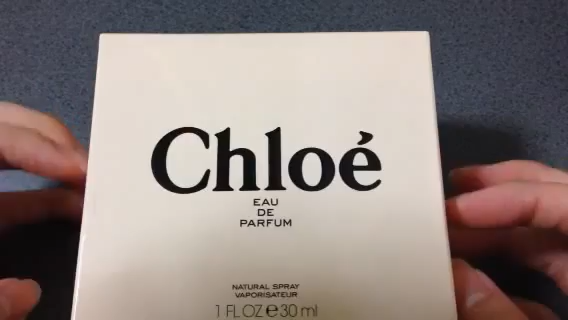 Chloé
EAU
DE
PARFUM
NATURAL SPRAY
VAPORISATEUR
1 FL OZ ℮ 30 ml